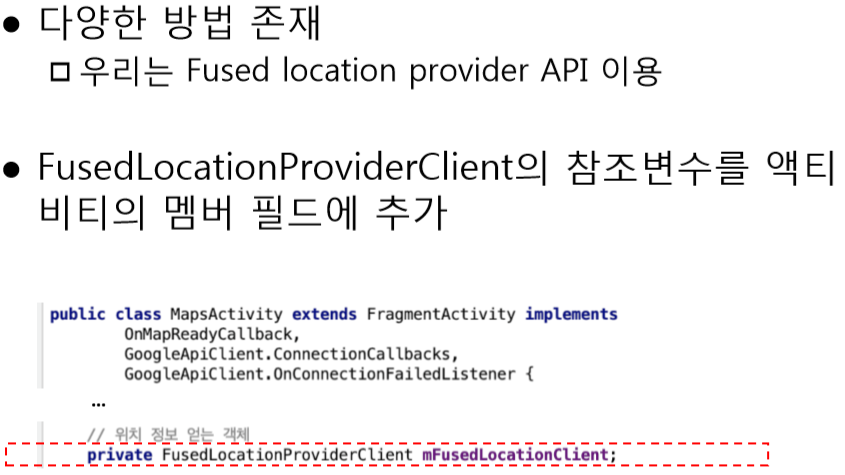 ● 다양한 방법 존재
□ 우리는 Fused location provider API 이용
● FusedLocationProviderClient의 참조변수를 액티
비티의 멤버 필드에 추가
public class MapsActivity extends FragmentActivity implements
OnMapReadyCallback,
GoogleApiClient.ConnectionCallbacks,
GoogleApiClient.OnConnectionFailedListener {
…
// 위치 정보 얻는 객체
private FusedLocationProviderClient mFusedLocationClient;